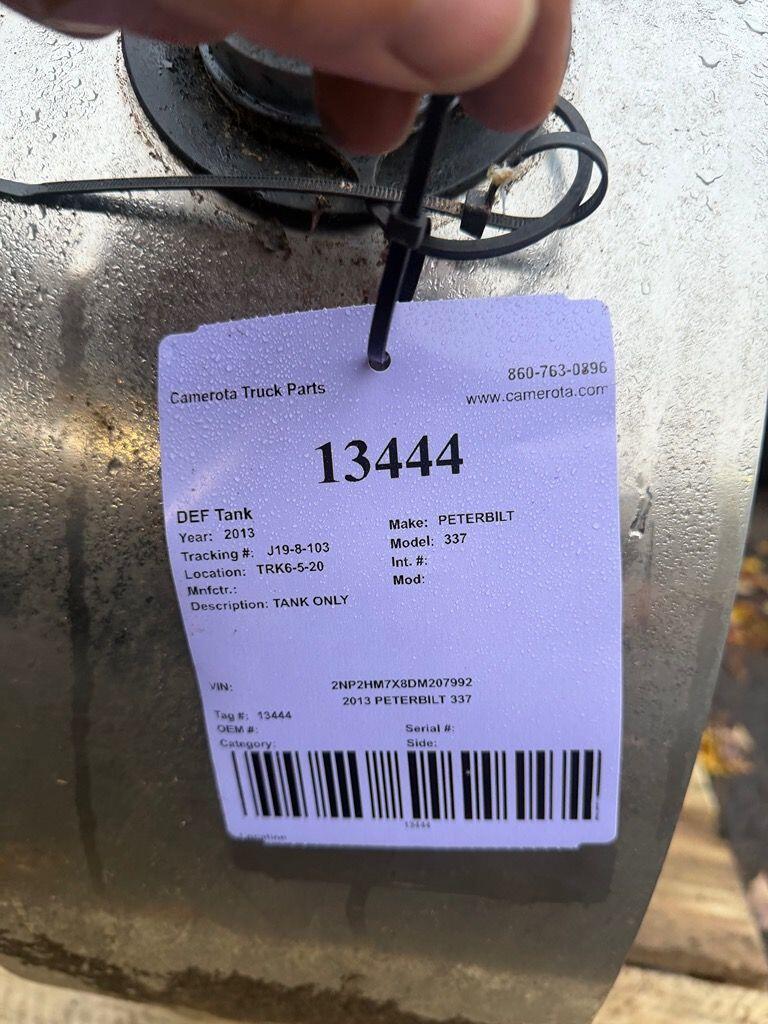 Camerota Truck Parts
860-763-0896
www.camerota.com
13444
DEF Tank
Year: 2013
Make: PETERBILT
Tracking #: J19-8-103
Model: 337
Location: TRK6-5-20
Int. #:
Mnfctr.:
Mod:
Description: TANK ONLY
VIN: 2NP2HM7X8DM207992
2013 PETERBILT 337
Tag #: 13444
OEM #:
Serial #:
Category:
Side:
13444
Location